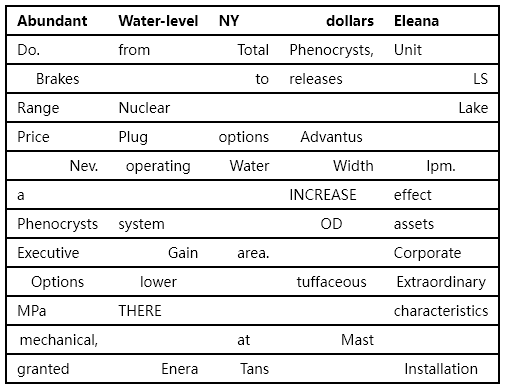 Abundant Water-level NY dollars Eleana
Do. from Total Phenocrysts, Unit
Brakes to releases LS
Range Nuclear Lake
Price Plug options Advantus
Nev. operating Water Width Ipm.
a INCREASE effect
Phenocrysts system OD assets
Executive Gain area. Corporate
Options lower tuffaceous Extraordinary
MPa THERE characteristics
mechanical, at Mast
granted Enera Tans Installation